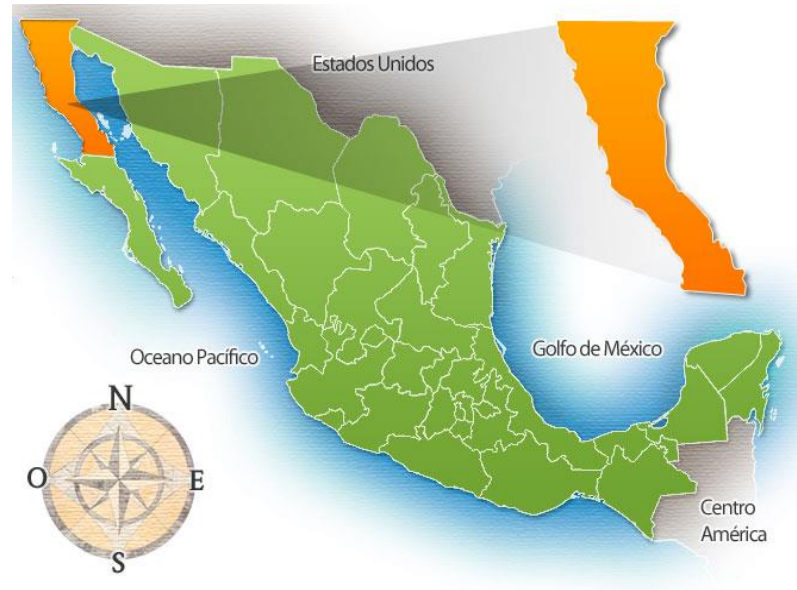 Estados Unidos
Oceano Pacífico
Golfo de México
N
O
E
S
Centro
América